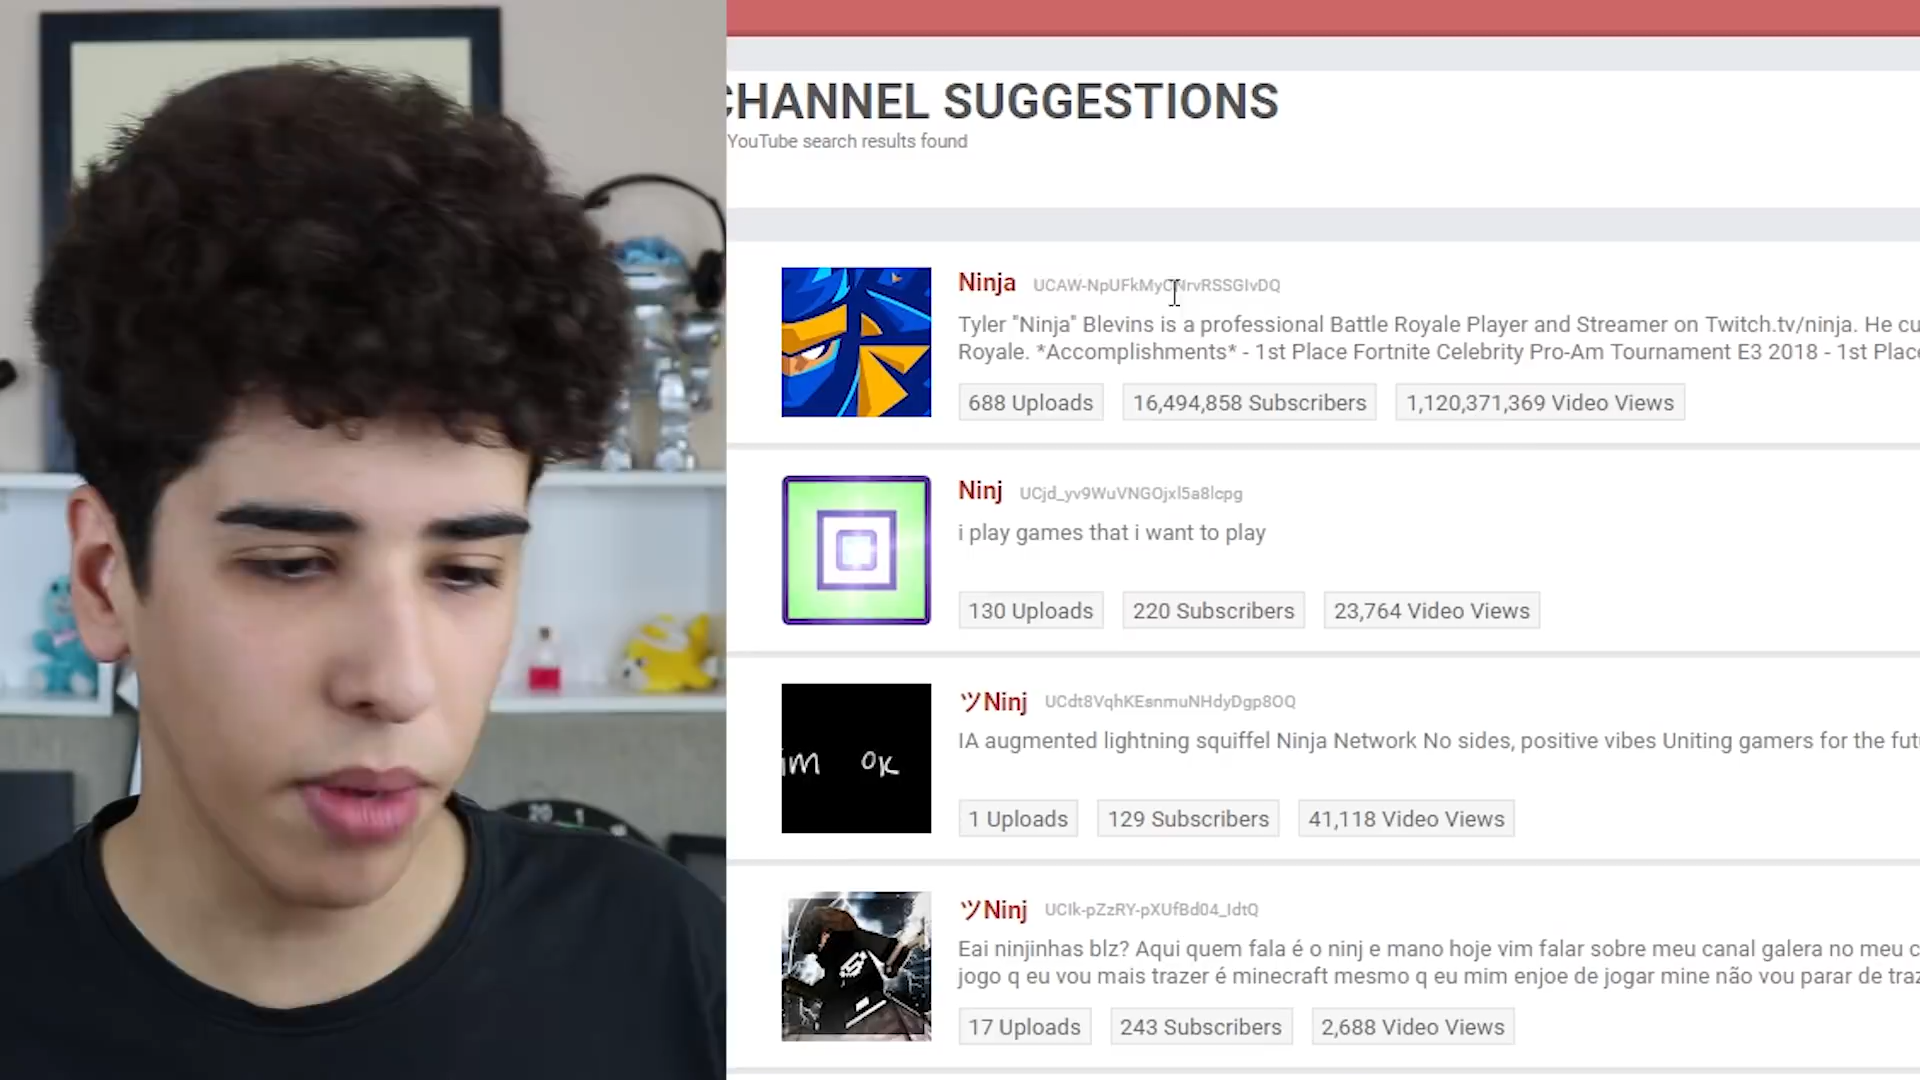 CHANNEL SUGGESTIONS
YouTube search results found
Ninja UCAW-NpUFkMyCNrvRSSGIvDQ
Tyler "Ninja" Blevins is a professional Battle Royale Player and Streamer on Twitch.tv/ninja. He cu
Royale. *Accomplishments* - 1st Place Fortnite Celebrity Pro-Am Tournament E3 2018 - 1st Place
688 Uploads 16,494,858 Subscribers 1,120,371,369 Video Views
Ninj UCjd_yv9WuVNGOjxl5a8lcpg
i play games that i want to play
130 Uploads 220 Subscribers 23,764 Video Views
ツNinj UCdt8VqhKEsnmuNHdyDgp8OQ
IA augmented lightning squiffel Ninja Network No sides, positive vibes Uniting gamers for the futu
im ok
1 Uploads 129 Subscribers 41,118 Video Views
ツNinj UCIk-pZzRY-pXUfBd04_IdtQ
Eai ninjinhas blz? Aqui quem fala é o ninj e mano hoje vim falar sobre meu canal galera no meu c
jogo q eu vou mais trazer é minecraft mesmo q eu mim enjoe de jogar mine não vou parar de traz
17 Uploads 243 Subscribers 2,688 Video Views
20 1